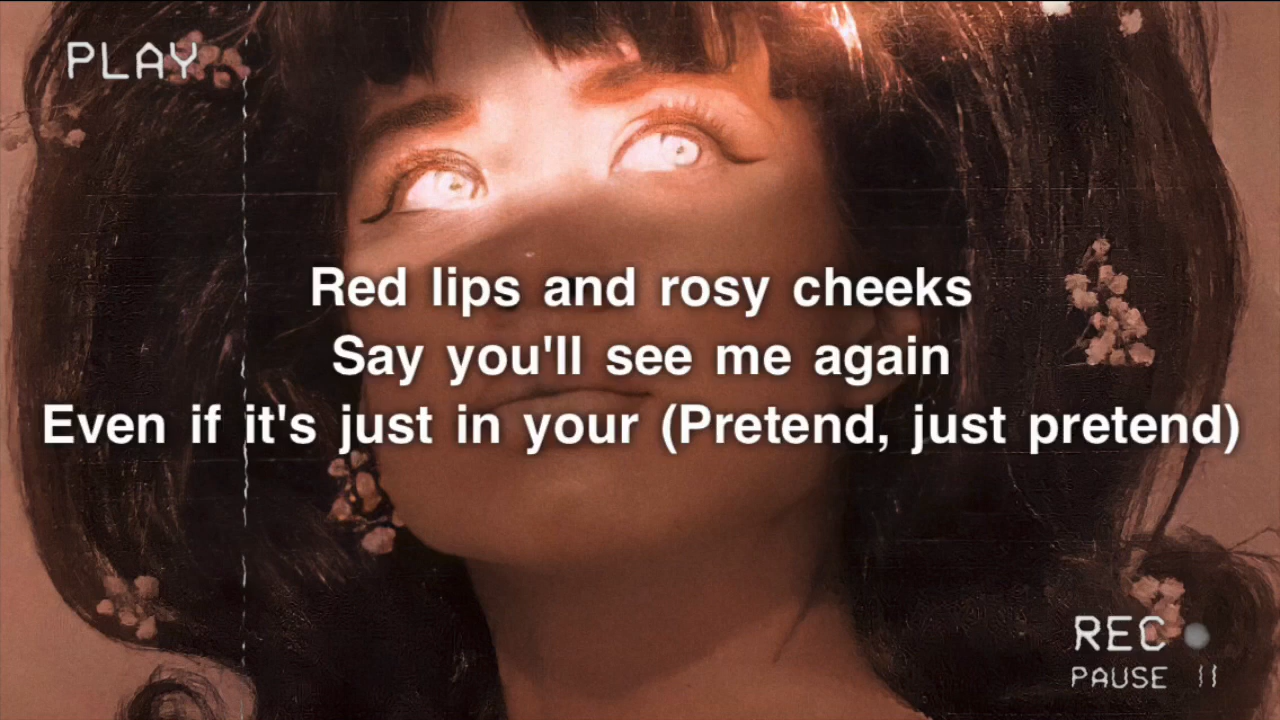 PLAY
Red lips and rosy cheeks
Say you'll see me again
Even if it's just in your (Pretend, just pretend)
REC
PAUSE